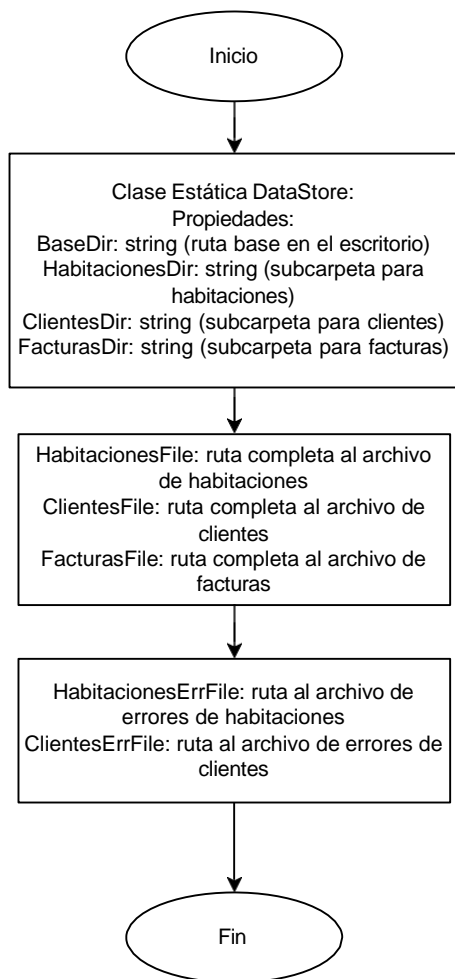 Inicio
Clase Estática DataStore:
Propiedades:
BaseDir: string (ruta base en el escritorio)
HabitacionesDir: string (subcarpeta para
habitaciones)
ClientesDir: string (subcarpeta para clientes)
FacturasDir: string (subcarpeta para facturas)
HabitacionesFile: ruta completa al archivo
de habitaciones
ClientesFile: ruta completa al archivo de
clientes
FacturasFile: ruta completa al archivo de
facturas
HabitacionesErrFile: ruta al archivo de
errores de habitaciones
ClientesErrFile: ruta al archivo de errores de
clientes
Fin